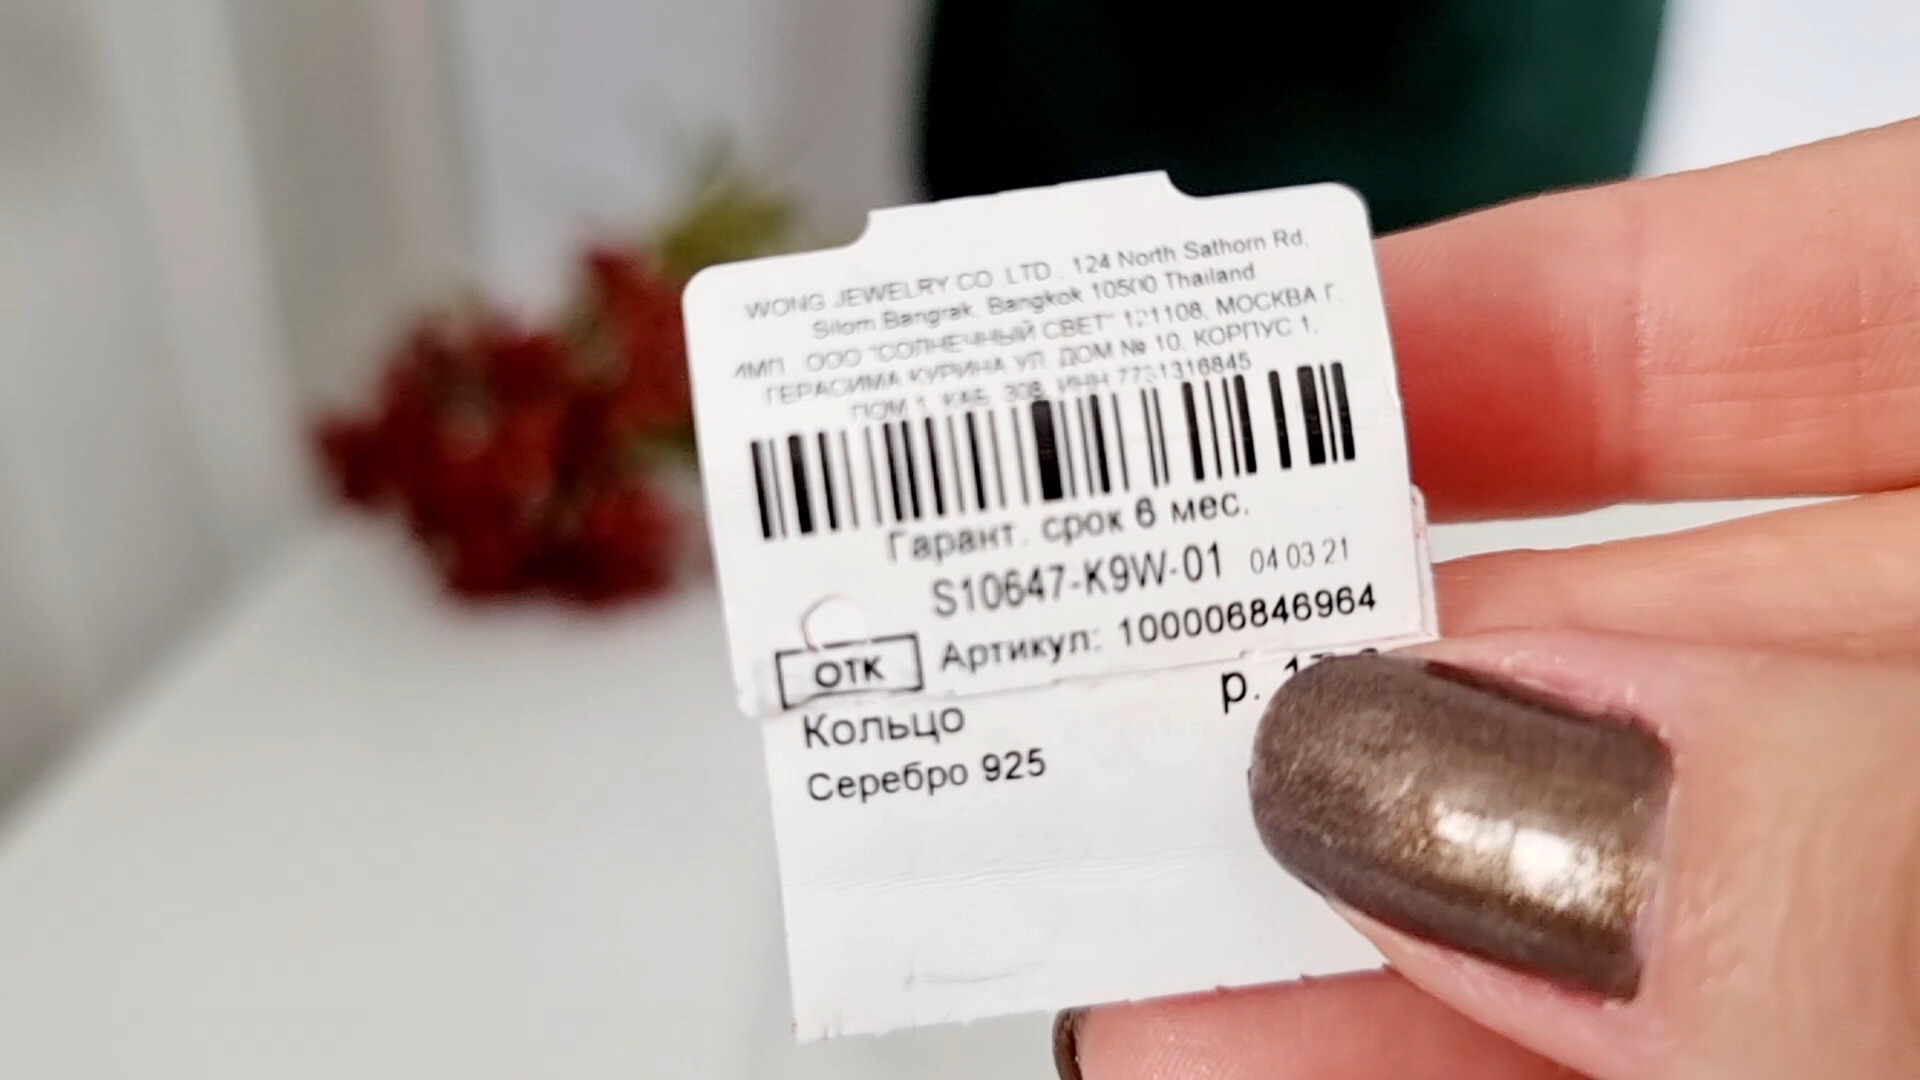 WONG JEWELRY CO .LTD . 124 North Sathorn Rd,
Silom Bangrak, Bangkok 10500 Thailand
ИМП . ООО "СОЛНЕЧНЫЙ СВЕТ" 121108, МОСКВА Г.
ГЕРАСИМА КУРИНА УЛ, ДОМ № 10, КОРПУС 1,
ПОМ 1, КАБ. 308, ИНН 7731316845
Гарант. срок 6 мес.
S10647-K9W-01 04 03 21
ОТК Артикул: 100006846964
р.
Кольцо
Серебро 925